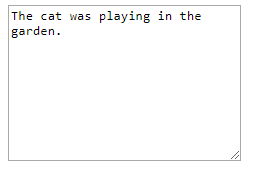 The cat was playing in the
garden.